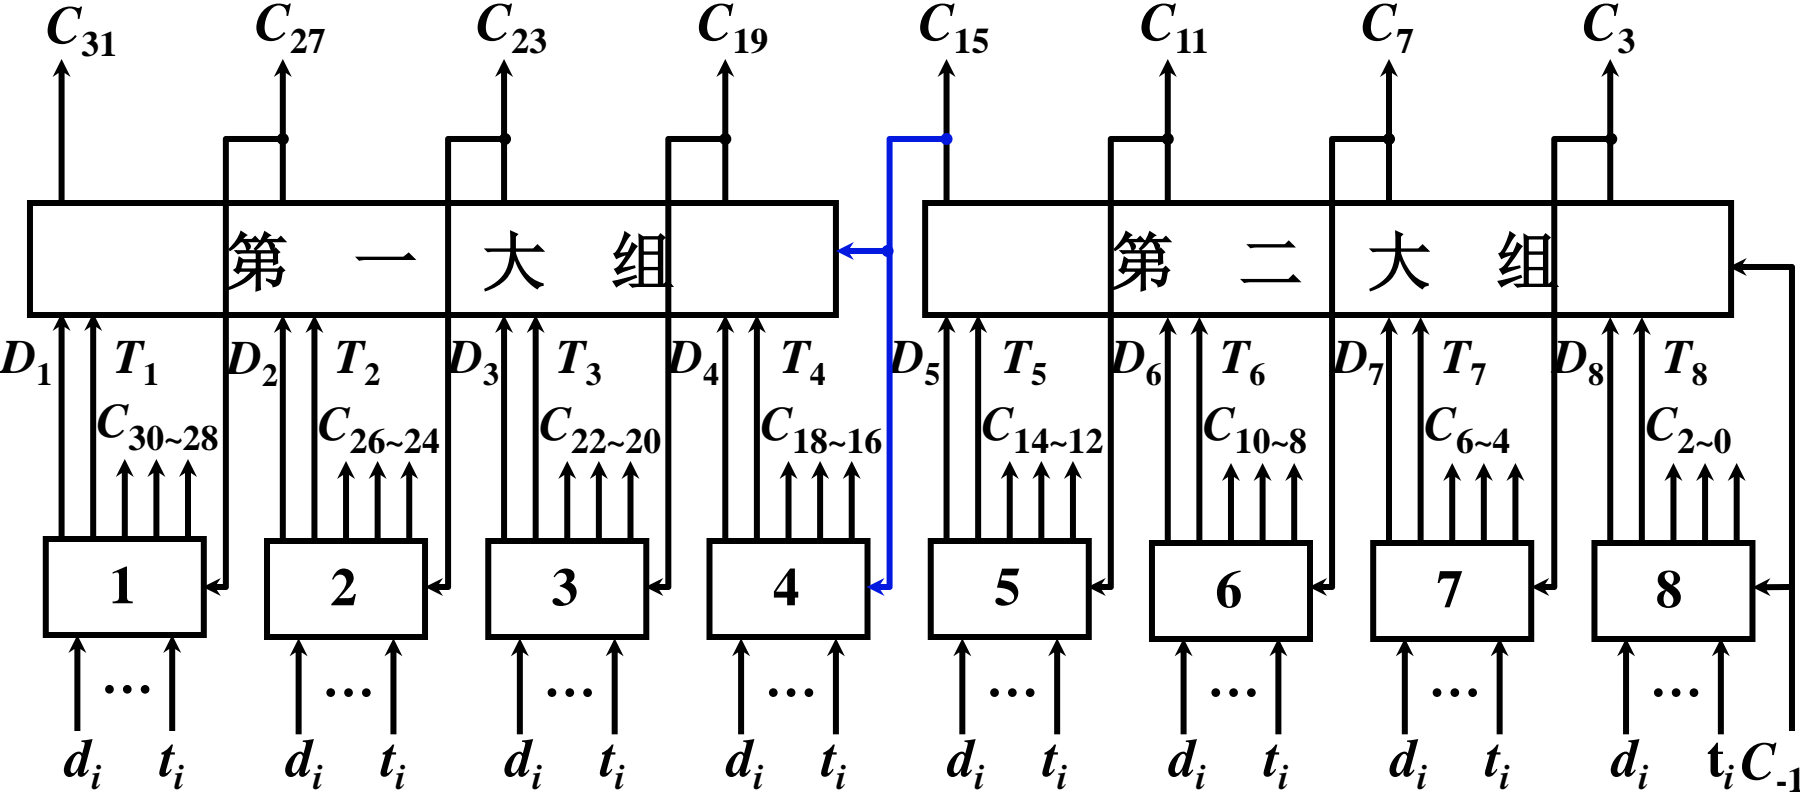 C31 C27 C23 C19 C15 C11 C7 C3
第 一 大 组 第 二 大 组
D1 T1 D2 T2 D3 T3 D4 T4 D5 T5 D6 T6 D7 T7 D8 T8
C30~28 C26~24 C22~20 C18~16 C14~12 C10~8 C6~4 C2~0
1 2 3 4 5 6 7 8
… … … … … … … …
di ti di ti di ti di ti di ti di ti di ti di ti C-1